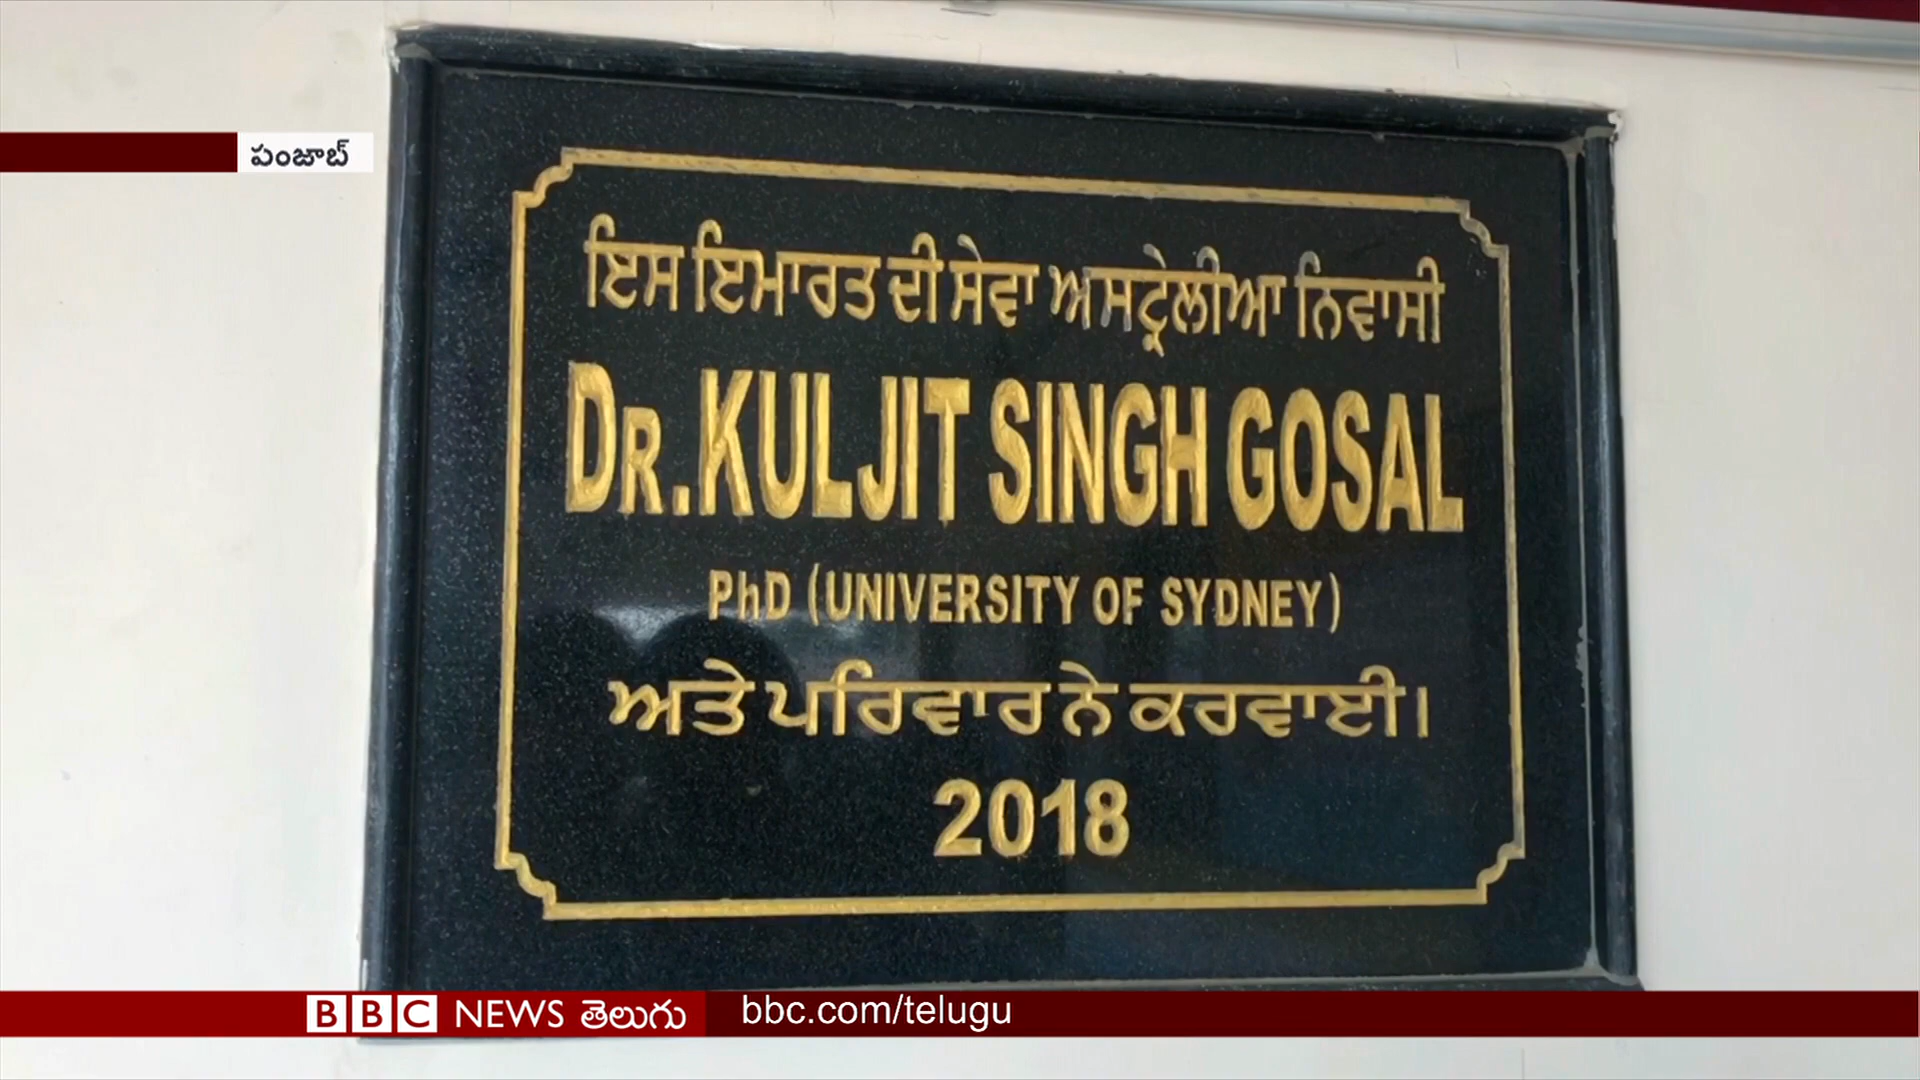 పంజాబ్
ਇਸ ਇਮਾਰਤ ਦੀ ਸੇਵਾ ਅਸਟ੍ਰੇਲੀਆ ਨਿਵਾਸੀ
DR. KULJIT SINGH GOSAL
PhD (UNIVERSITY OF SYDNEY)
ਅਤੇ ਪਰਿਵਾਰ ਨੇ ਕਰਵਾਈ।
2018
BBC NEWS తెలుగు bbc.com/telugu